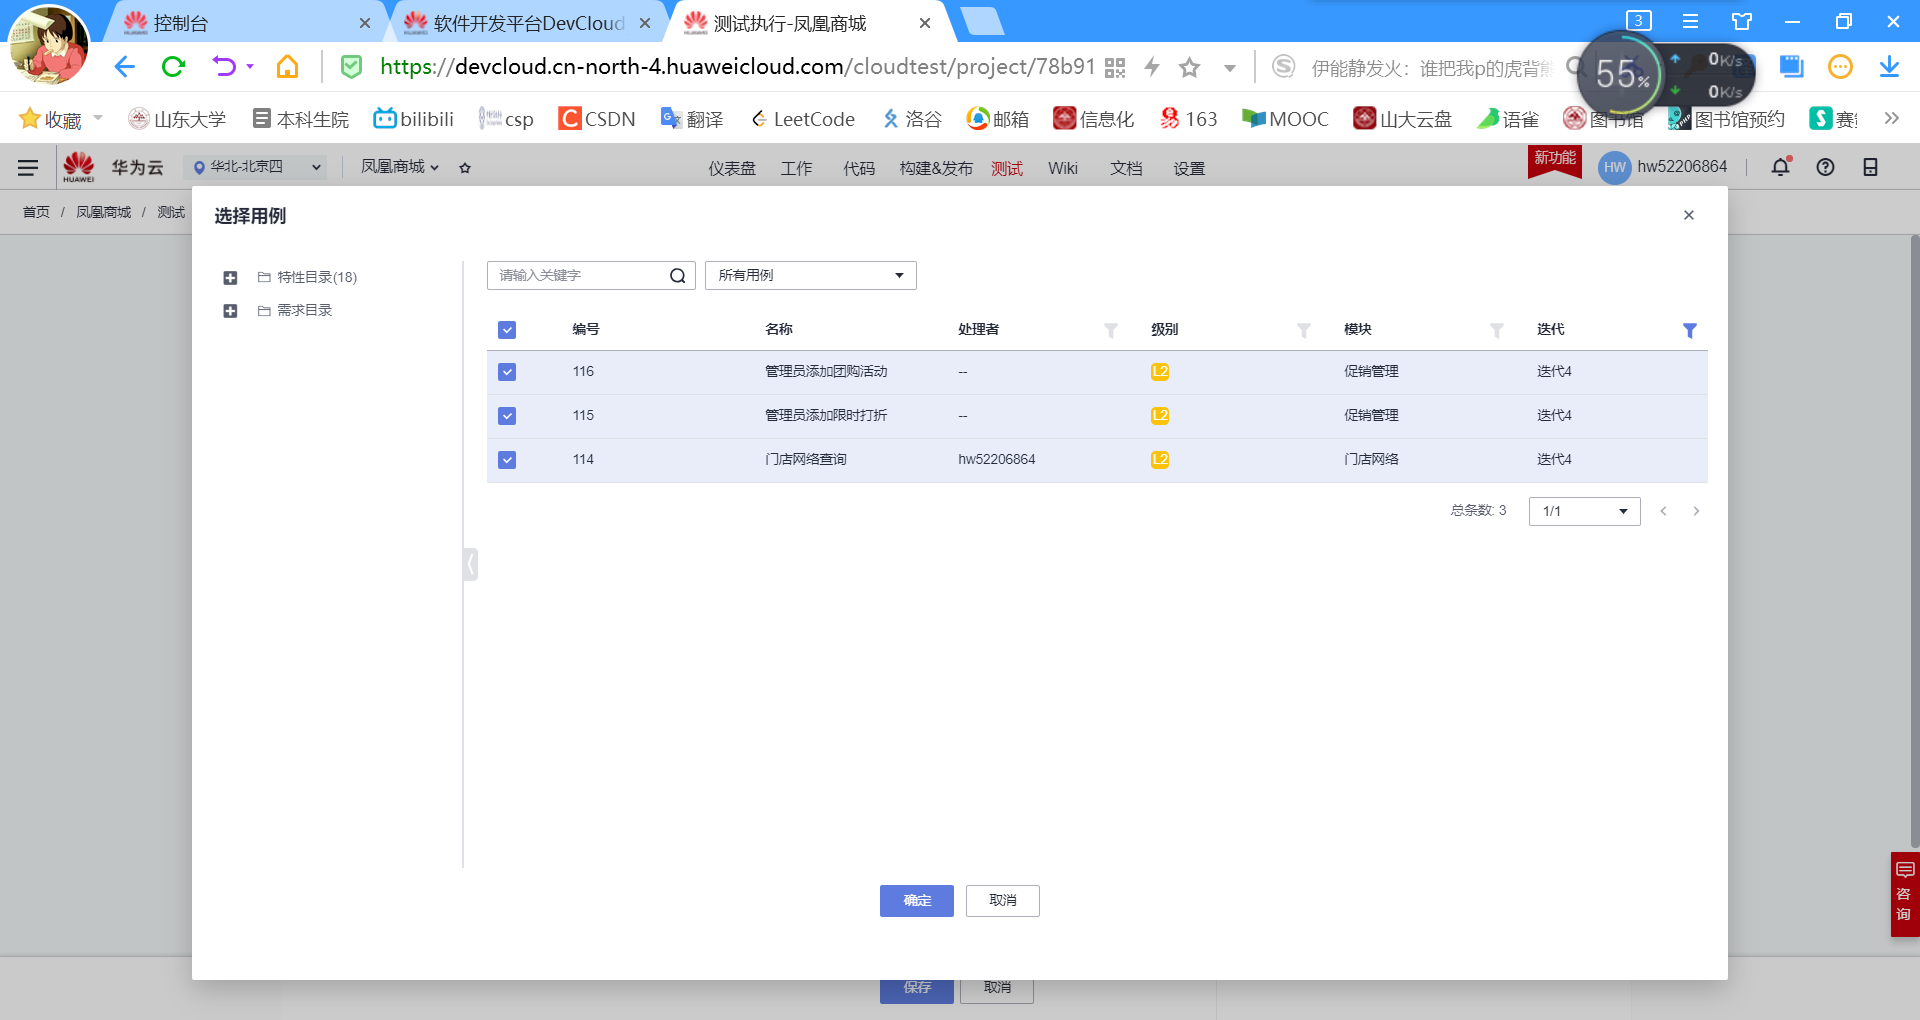 控制台
软件开发平台DevCloud
测试执行-凤凰商城
3
https://devcloud.cn-north-4.huaweicloud.com/cloudtest/project/78b91
伊能静发火：谁把我p的虎背熊
55%
0K/s
0K/s
收藏 山东大学 本科生院 bilibili csp CSDN 翻译 LeetCode 洛谷 邮箱 信息化 163 MOOC 山大云盘 语雀 图书馆 图书馆预约
HUAWEI 华为云 华北-北京四 凤凰商城 仪表盘 工作 代码 构建&发布 测试 Wiki 文档 设置 新功能 HW hw52206864
首页 / 凤凰商城 / 测试
选择用例
特性目录(18)
需求目录
请输入关键字 所有用例
编号 名称 处理者 级别 模块 迭代
116 管理员添加团购活动 -- L2 促销管理 迭代4
115 管理员添加限时打折 -- L2 促销管理 迭代4
114 门店网络查询 hw52206864 L2 门店网络 迭代4
总条数: 3 1/1
咨
询
确定 取消
保存 取消